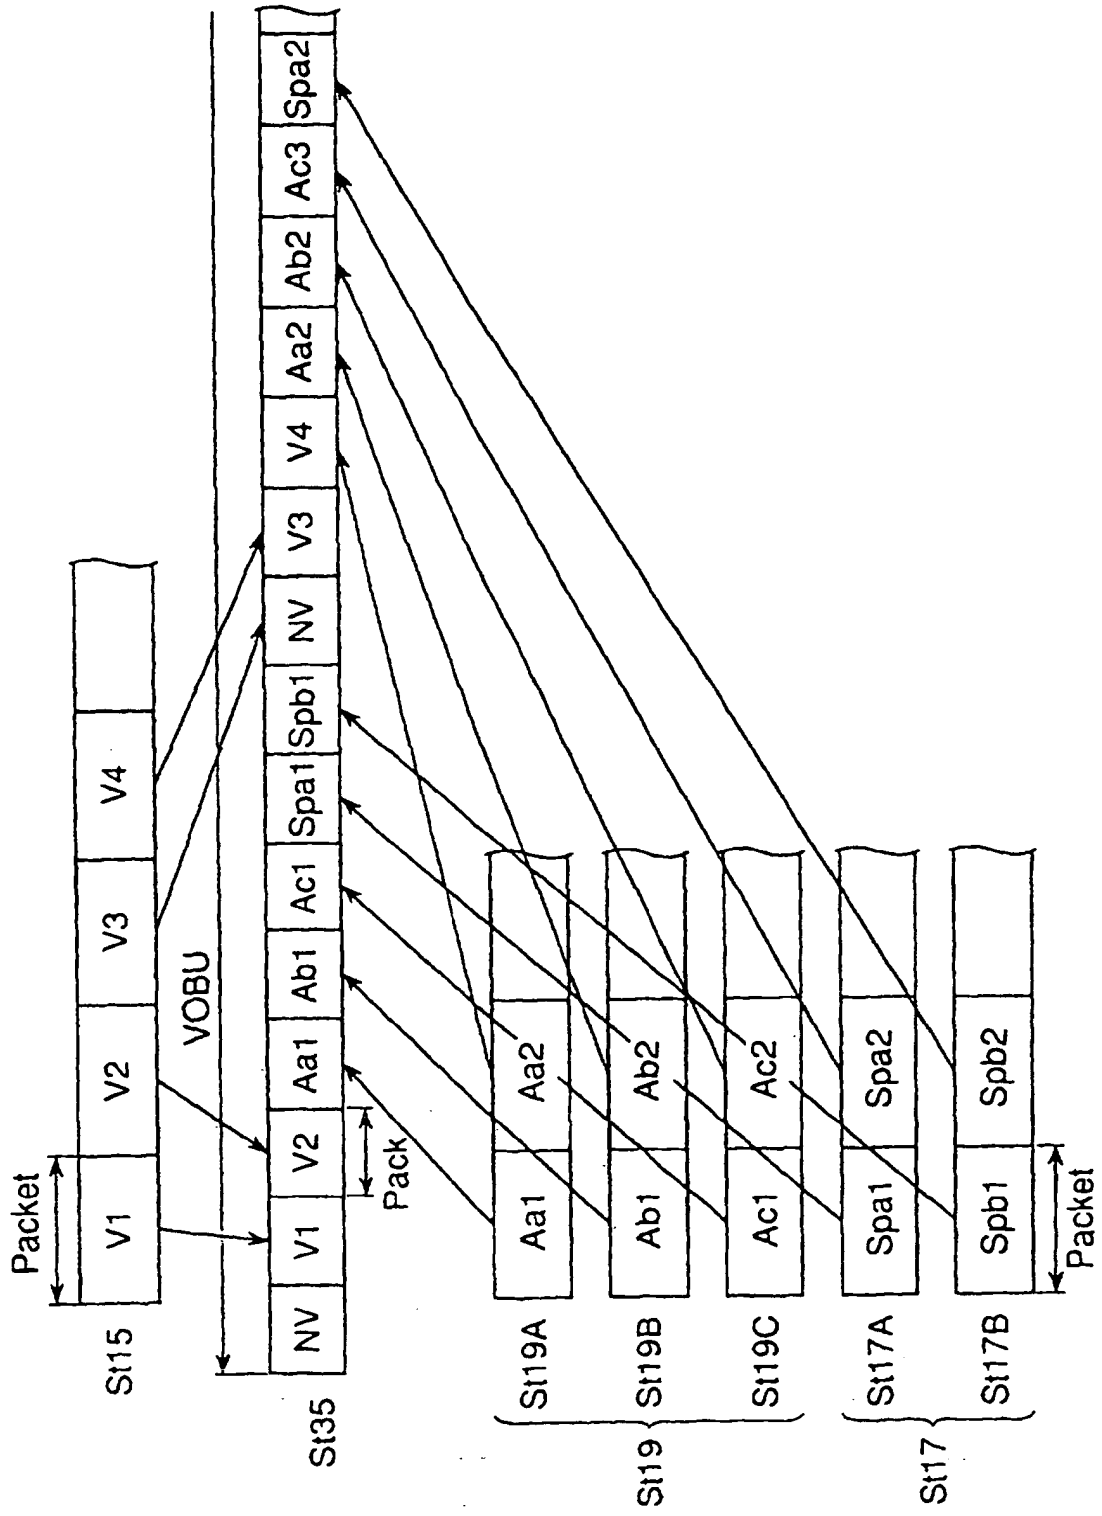 Packet
St15 V1 V2 V3 V4
VOBU
St35 NV V1 V2 Aa1 Ab1 Ac1 Spa1 Spb1 NV V3 V4 Aa2 Ab2 Ac3 Spa2
Pack
St19
St19A Aa1 Aa2
St19B Ab1 Ab2
St19C Ac1 Ac2
St17
St17A Spa1 Spa2
St17B Spb1 Spb2
Packet